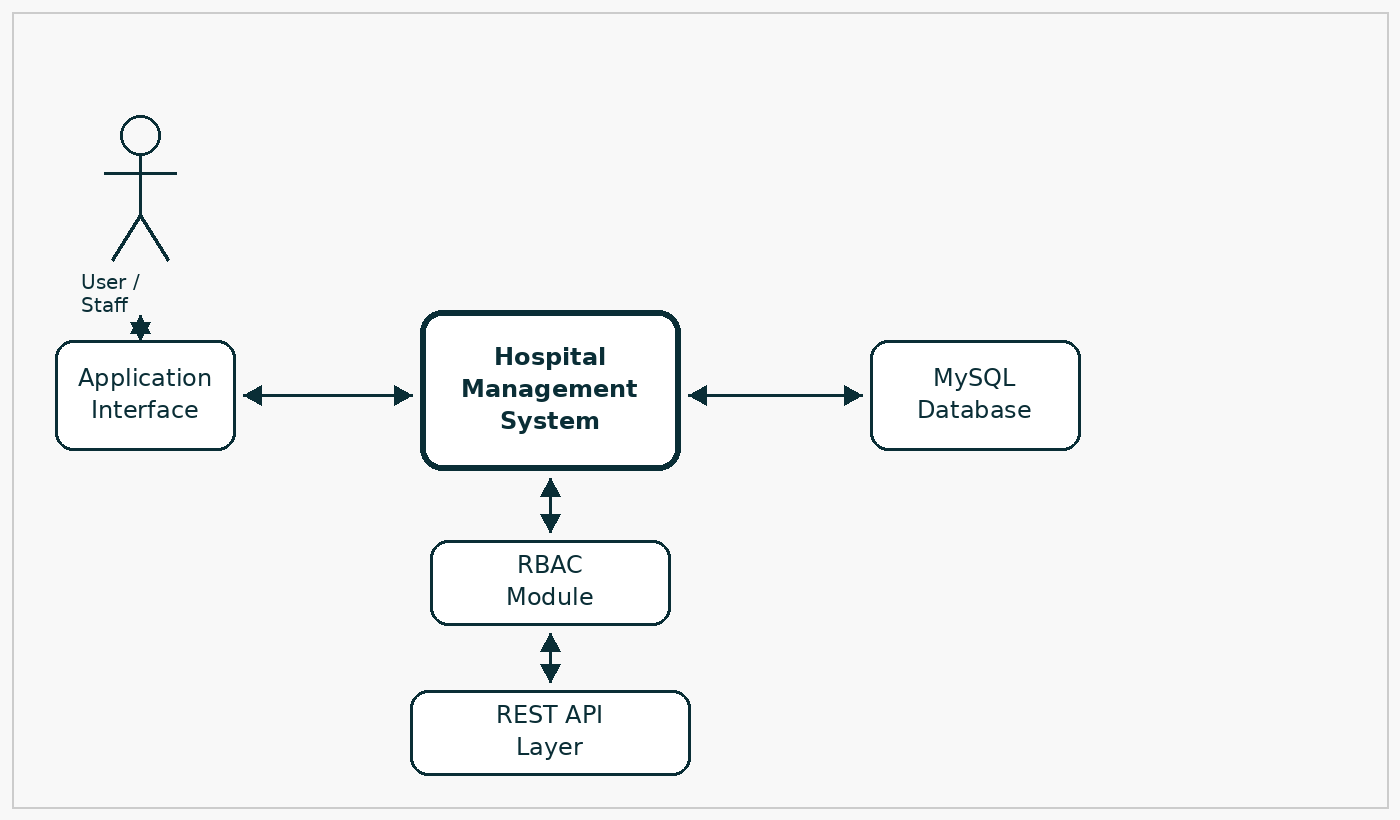 User /
Staff
Application
Interface
Hospital
Management
System
MySQL
Database
RBAC
Module
REST API
Layer